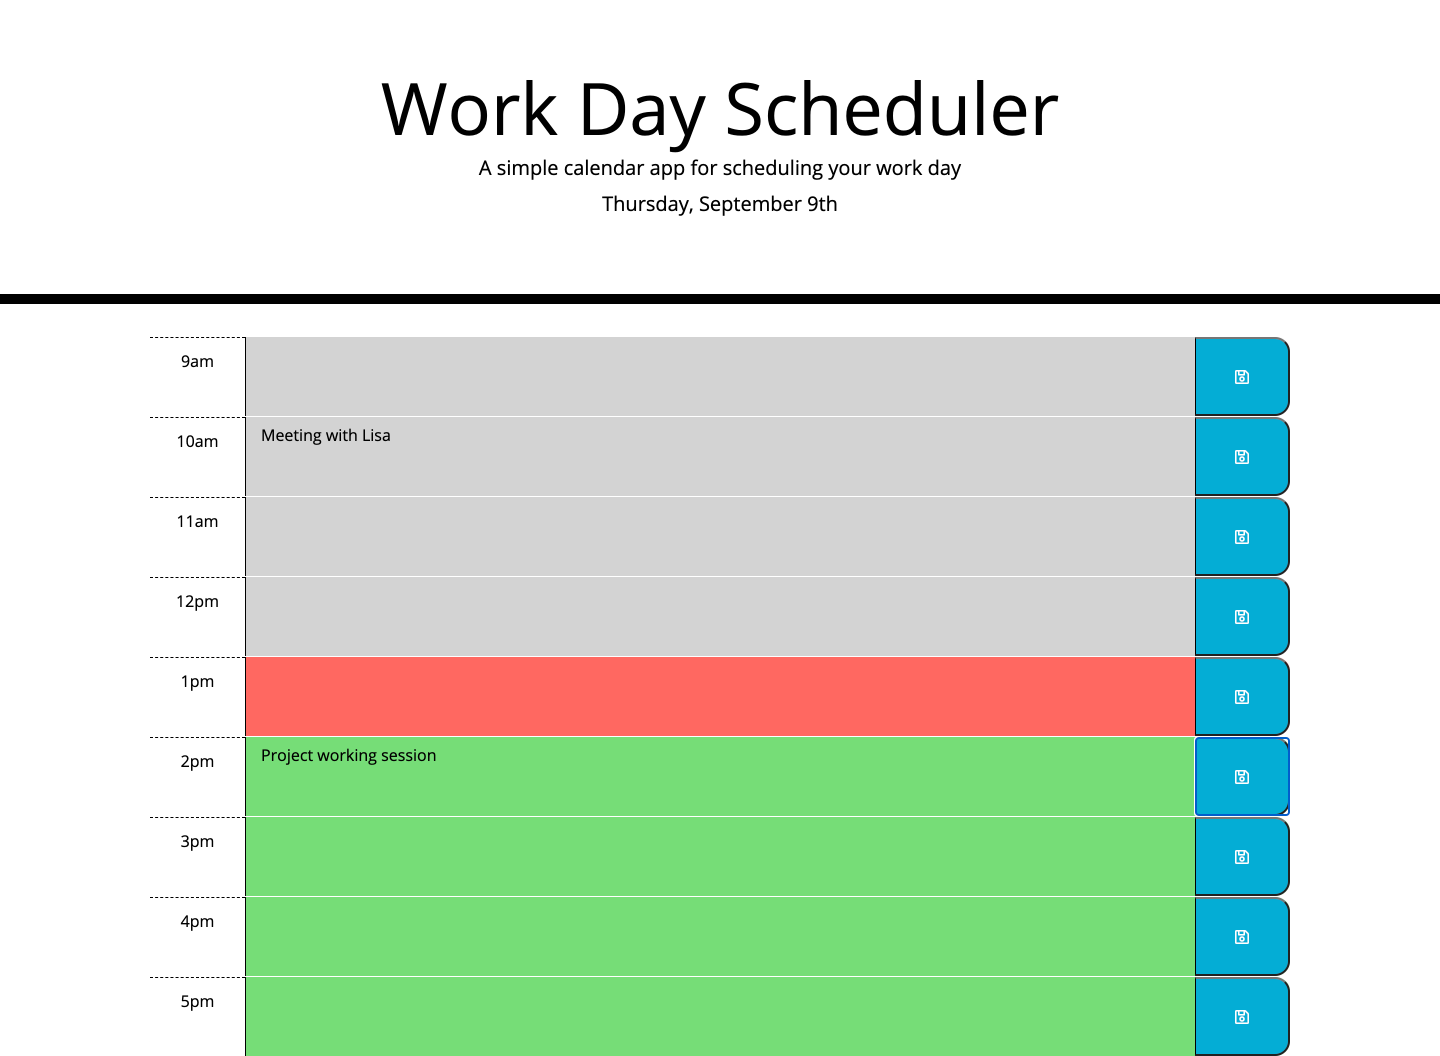 Work Day Scheduler
A simple calendar app for scheduling your work day
Thursday, September 9th
9am
10am Meeting with Lisa
11am
12pm
1pm
2pm Project working session
3pm
4pm
5pm